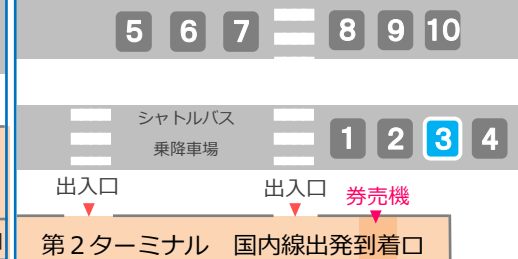 5 6 7 8 9 10
シャトルバス
乗降車場
1 2 3 4
出入口 出入口 券売機
第2ターミナル 国内線出発到着口